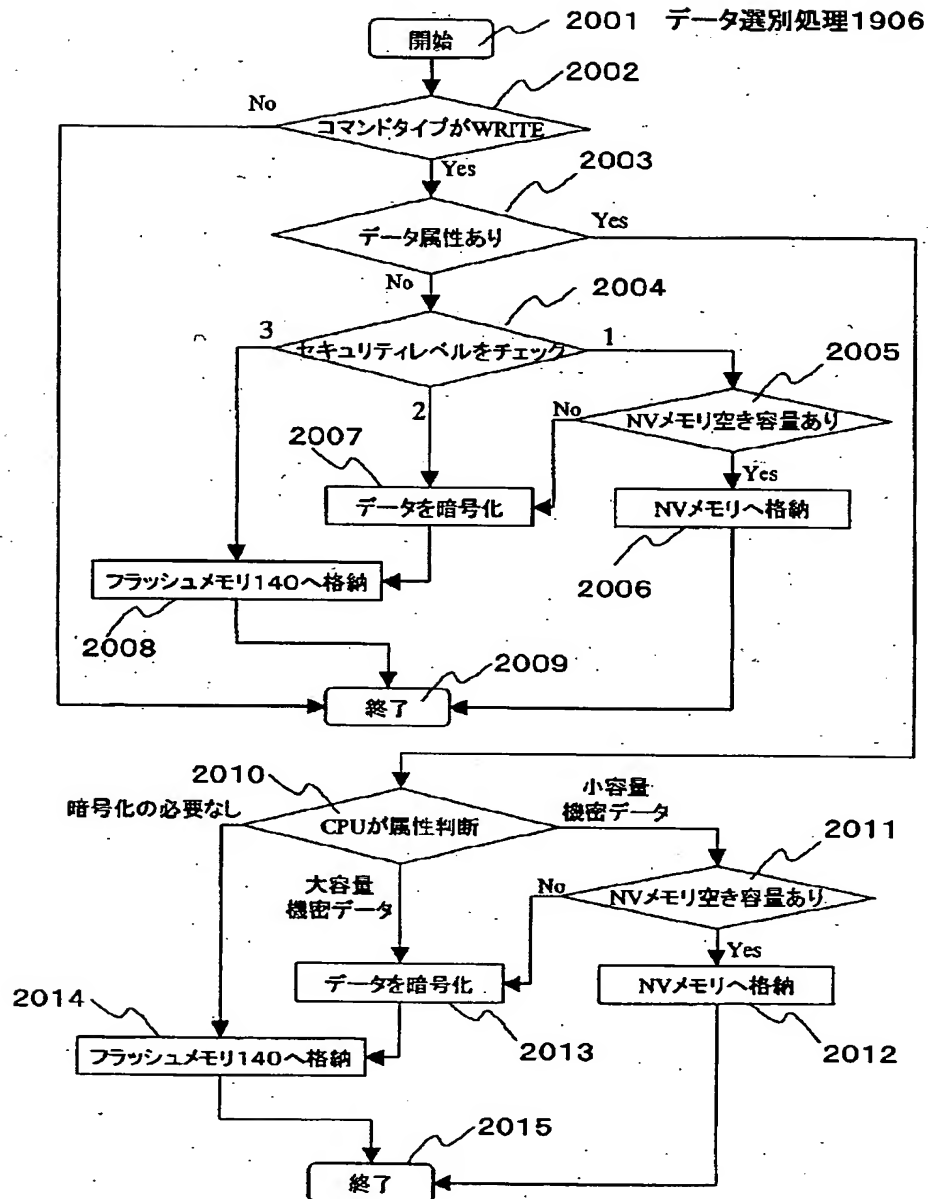 2001 データ選別処理1906
開始
2002
No
コマンドタイプがWRITE
Yes
2003
データ属性あり
Yes
No
2004
3
セキュリティレベルをチェック
1
2005
2
No
NVメモリ空き容量あり
2007
Yes
データを暗号化
NVメモリへ格納
フラッシュメモリ140へ格納
2006
2008
2009
終了
2010
暗号化の必要なし
小容量
機密データ
CPUが属性判断
2011
大容量
機密データ
No
NVメモリ空き容量あり
Yes
2014
データを暗号化
NVメモリへ格納
フラッシュメモリ140へ格納
2013
2012
2015
終了